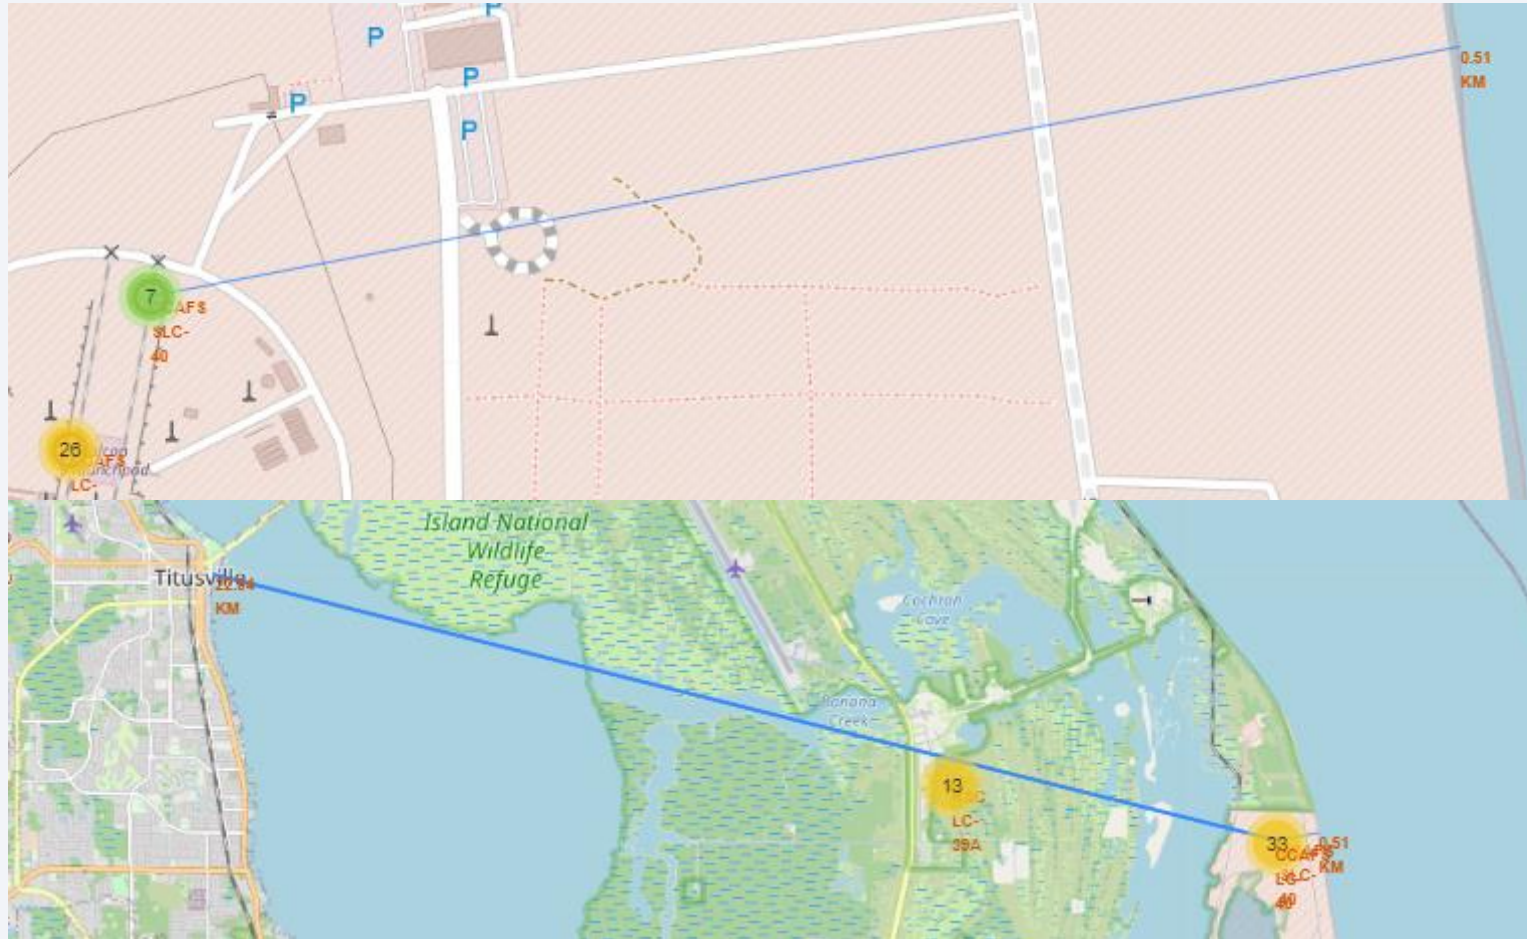 P
P
0.51
KM
P
P
P
7
SLC-
40
26
LC-
Island National
Wildlife
Refuge
Titusville
KM
Cochran
Cove
Banana
Creek
13
LC-
39A
33
0.51
KM